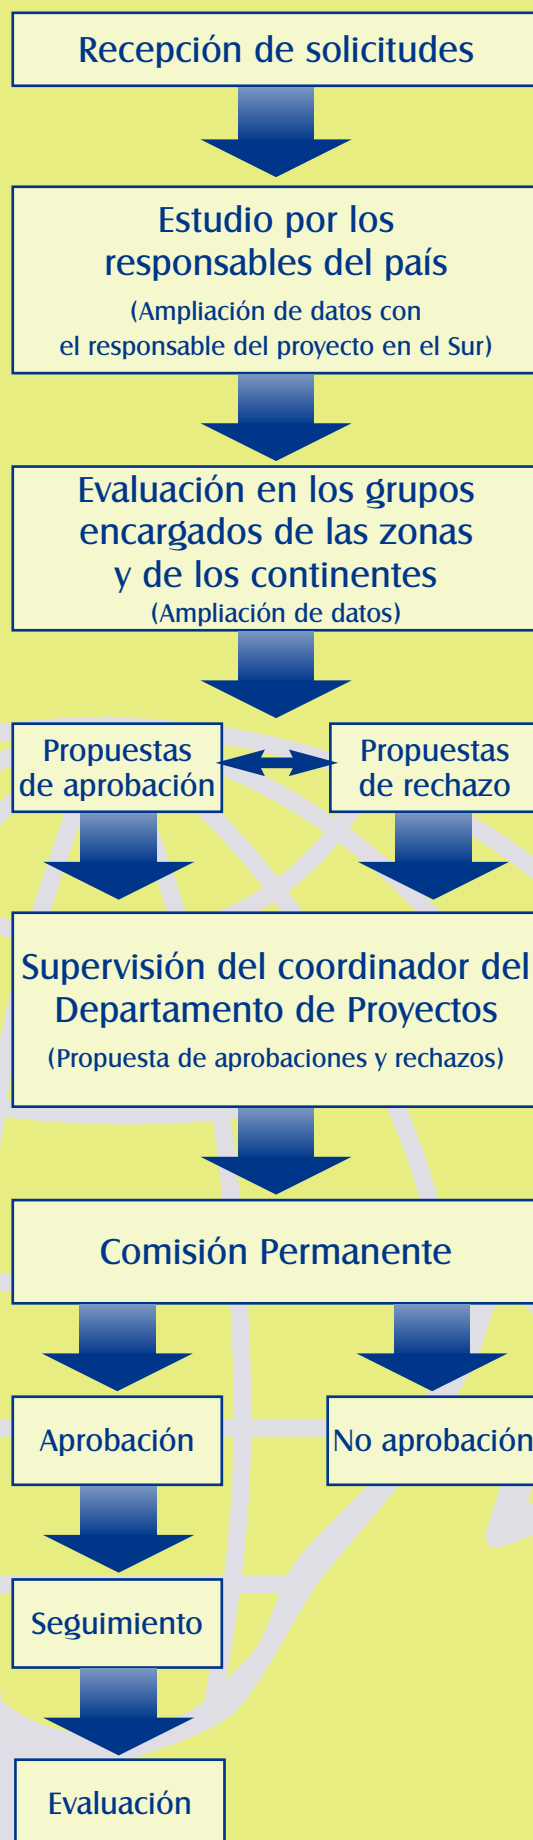 Recepción de solicitudes
Estudio por los
responsables del país
(Ampliación de datos con
el responsable del proyecto en el Sur)
Evaluación en los grupos
encargados de las zonas
y de los continentes
(Ampliación de datos)
Propuestas
de aprobación
Propuestas
de rechazo
Supervisión del coordinador del
Departamento de Proyectos
(Propuesta de aprobaciones y rechazos)
Comisión Permanente
Aprobación
No aprobación
Seguimiento
Evaluación